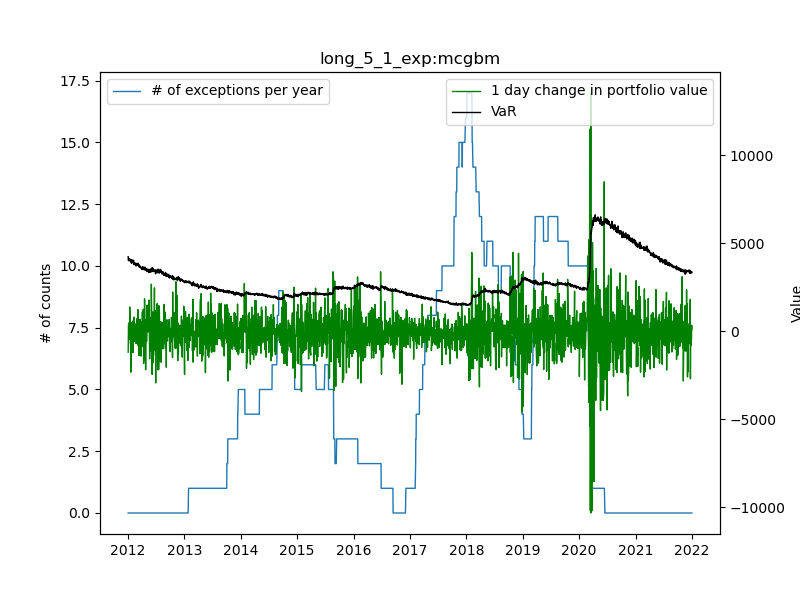 long_5_1_exp:mcgbm
# of exceptions per year
1 day change in portfolio value
VaR
17.5
15.0
12.5
10.0
7.5
5.0
2.5
0.0
# of counts
10000
5000
0
−5000
−10000
Value
2012 2013 2014 2015 2016 2017 2018 2019 2020 2021 2022